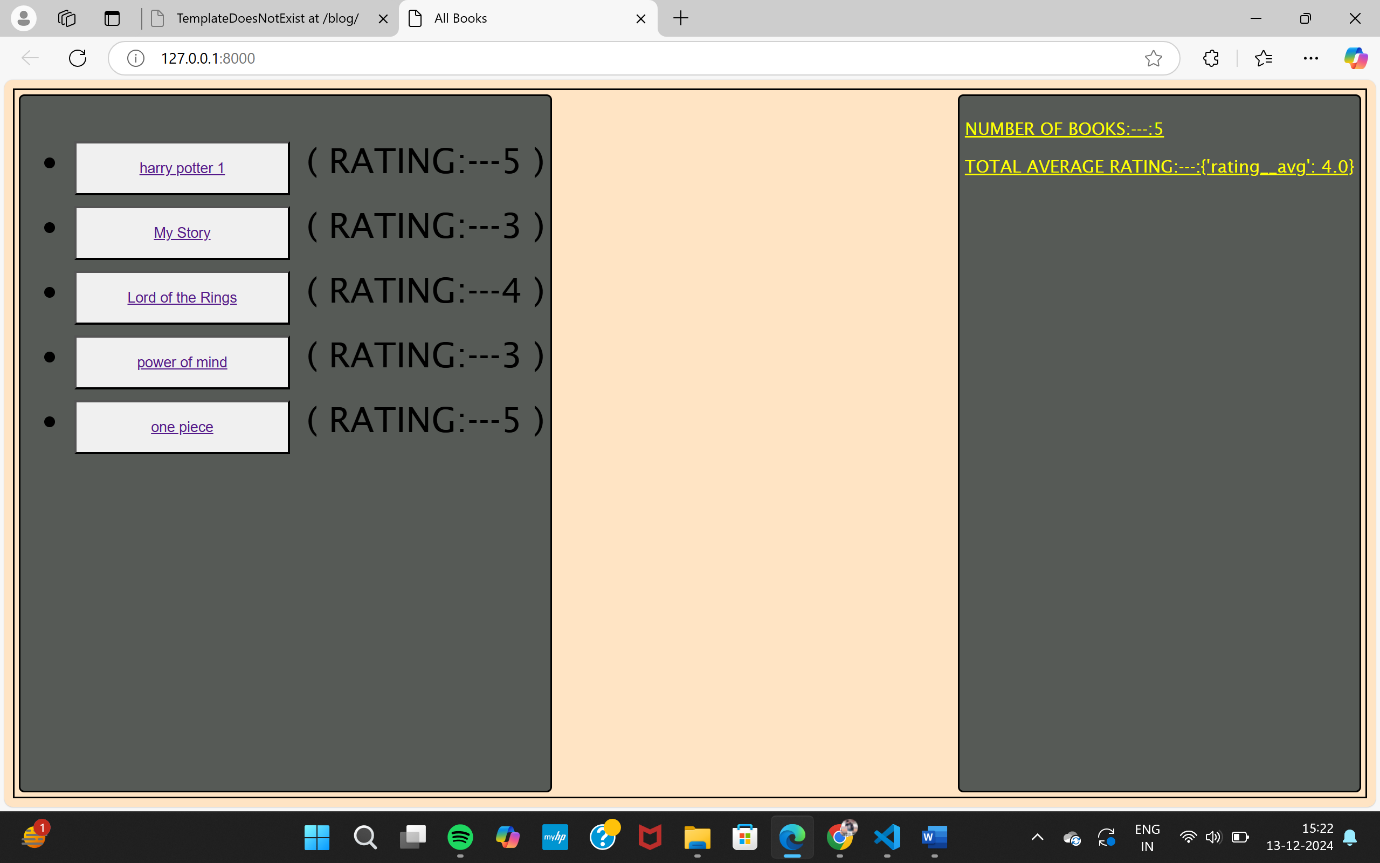 TemplateDoesNotExist at /blog/
All Books
127.0.0.1:8000
harry potter 1 ( RATING:---5 )
My Story ( RATING:---3 )
Lord of the Rings ( RATING:---4 )
power of mind ( RATING:---3 )
one piece ( RATING:---5 )
NUMBER OF BOOKS:---:5
TOTAL AVERAGE RATING:---:{'rating__avg': 4.0}
1
myhp
?
W
ENG
IN
15:22
13-12-2024